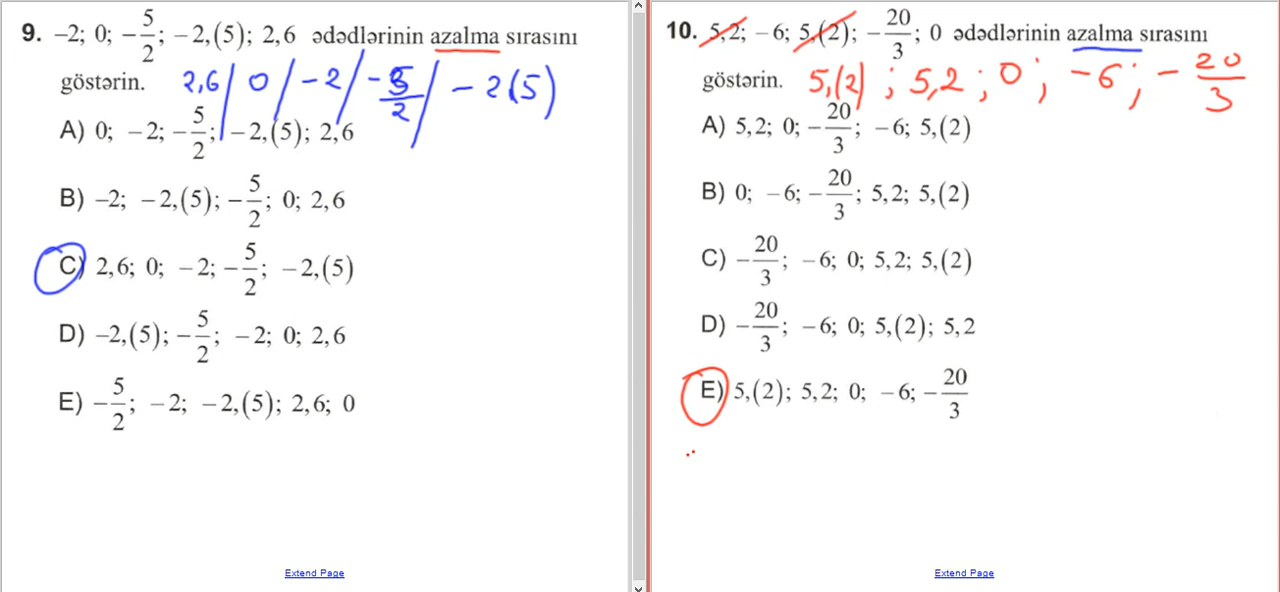 9. –2; 0; –5/2; –2,(5); 2,6 ədədlərinin azalma sırasını
göstərin. 2,6 / 0 / –2 / –5/2 / –2(5)
A) 0; –2; –5/2; –2,(5); 2,6
B) –2; –2,(5); –5/2; 0; 2,6
C) 2,6; 0; –2; –5/2; –2,(5)
D) –2,(5); –5/2; –2; 0; 2,6
E) –5/2; –2; –2,(5); 2,6; 0
Extend Page
10. 5,2; –6; 5,(2); –20/3; 0 ədədlərinin azalma sırasını
göstərin. 5,(2); 5,2; 0; –6; –20/3
A) 5,2; 0; –20/3; –6; 5,(2)
B) 0; –6; –20/3; 5,2; 5,(2)
C) –20/3; –6; 0; 5,2; 5,(2)
D) –20/3; –6; 0; 5,(2); 5,2
E) 5,(2); 5,2; 0; –6; –20/3
Extend Page